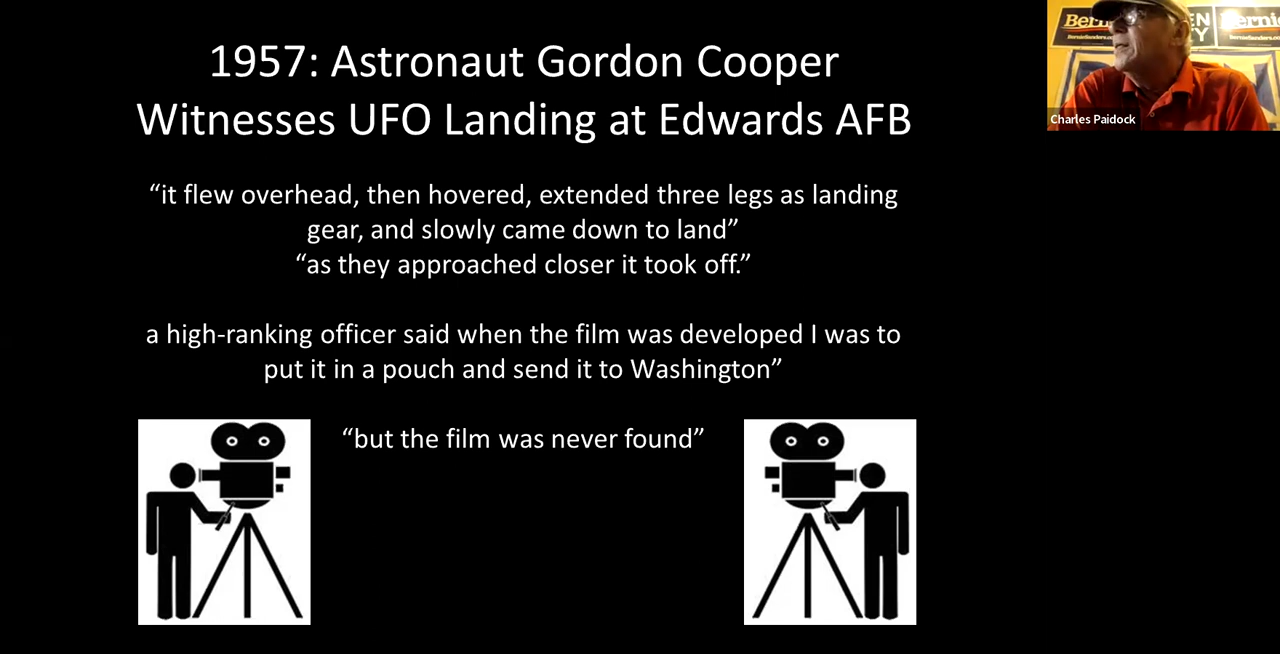 1957: Astronaut Gordon Cooper
Witnesses UFO Landing at Edwards AFB
“it flew overhead, then hovered, extended three legs as landing
gear, and slowly came down to land”
“as they approached closer it took off.”
a high-ranking officer said when the film was developed I was to
put it in a pouch and send it to Washington”
“but the film was never found”
Charles Paidock
Bernie